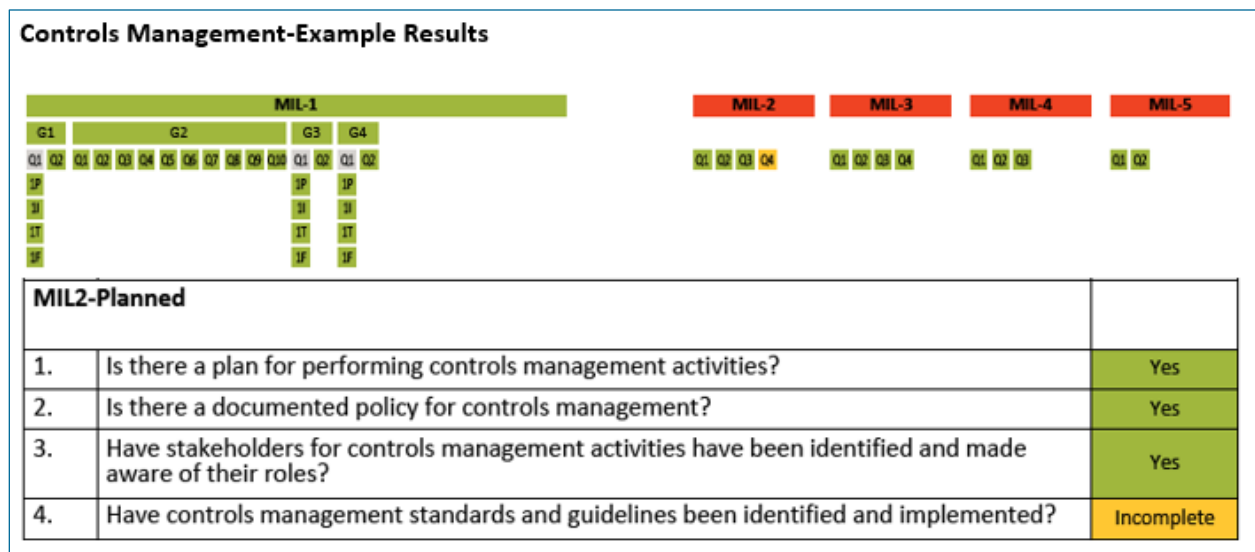 Controls Management-Example Results
MIL-1 MIL-2 MIL-3 MIL-4 MIL-5
G1 G2 G3 G4
Q1 Q2 Q1 Q2 Q3 Q4 Q5 Q6 Q7 Q8 Q9 Q10 Q1 Q2 Q1 Q2 Q1 Q2 Q3 Q4 Q1 Q2 Q3 Q4 Q1 Q2 Q3 Q1 Q2
1P 1P 1P
1I 1I 1I
1T 1T 1T
1F 1F 1F
MIL2-Planned
1. Is there a plan for performing controls management activities? Yes
2. Is there a documented policy for controls management? Yes
3. Have stakeholders for controls management activities have been identified and made
aware of their roles? Yes
4. Have controls management standards and guidelines been identified and implemented? Incomplete